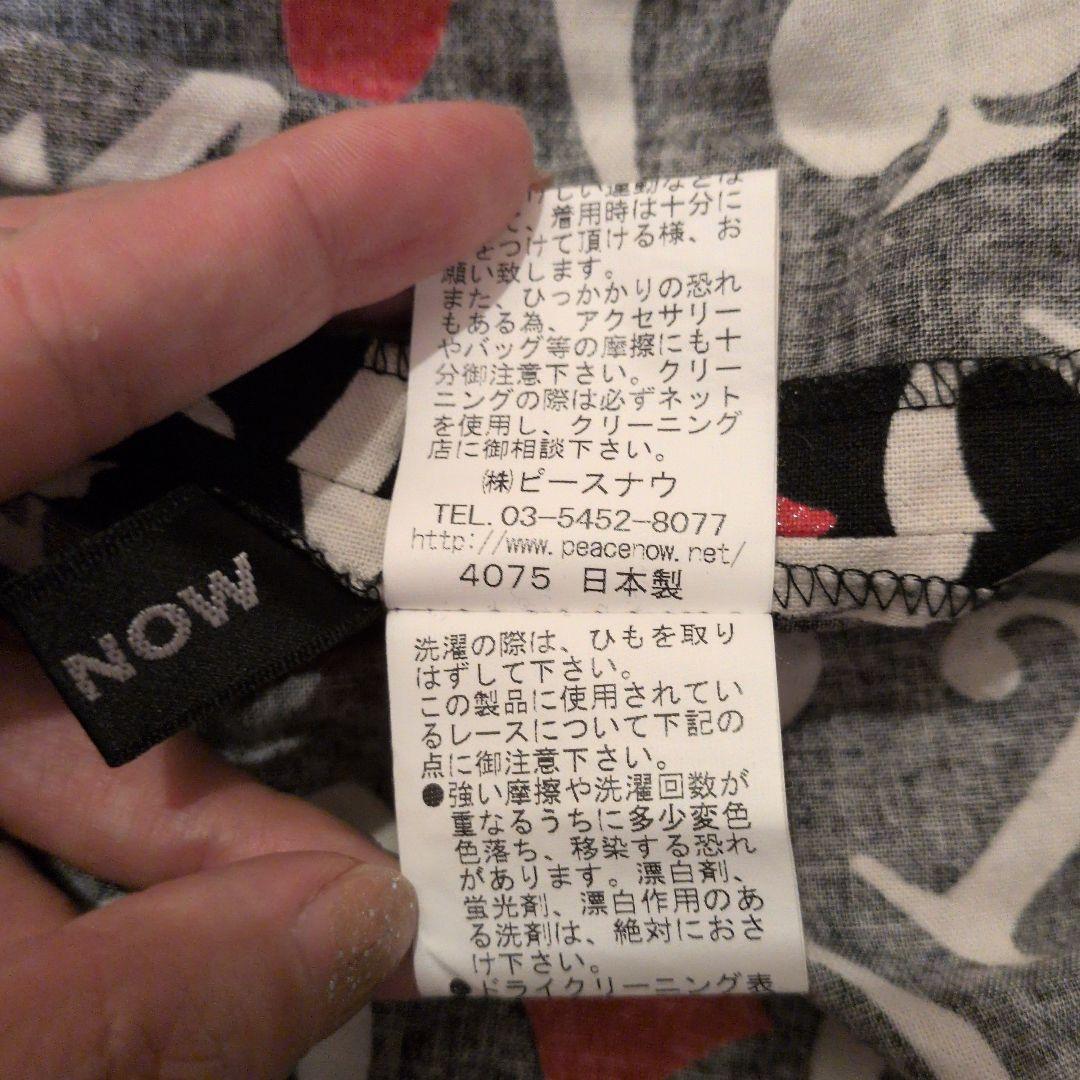 しい運動などは
、着用時は十分に
をつけて頂ける様、お
願い致します。
また、ひっかかりの恐れ
もある為、アクセサリー
やバッグ等の摩擦にも十
分御注意下さい。クリー
ニングの際は必ずネット
を使用し、クリーニング
店に御相談下さい。
㈱ピースナウ
TEL. 03-5452-8077
http://www.peacenow.net/
4075 日本製
NOW
洗濯の際は、ひもを取り
はずして下さい。
この製品に使用されてい
るレースについて下記の
点に御注意下さい。
●強い摩擦や洗濯回数が
重なるうちに多少変色
色落ち、移染する恐れ
があります。漂白剤、
蛍光剤、漂白作用のあ
る洗剤は、絶対におさ
け下さい。
●ドライクリーニング表